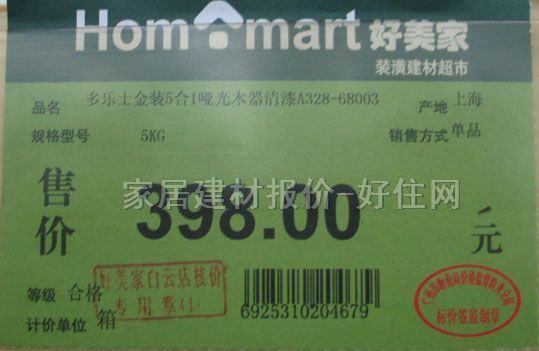 Hom mart 好美家
装潢建材超市
品名 多乐士金装5合1哑光木器清漆A328-68003 产地 上海
规格型号 5KG 销售方式 单品
家居建材报价-好住网
售价 398.00 元
等级 合格
好美家白云店核价
专用章(1)
计价单位 箱
6925310204679
标价签监制章